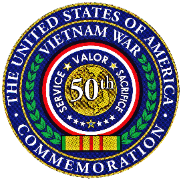 THE UNITED STATES OF AMERICA
VIETNAM WAR
SERVICE VALOR SACRIFICE
50th
COMMEMORATION